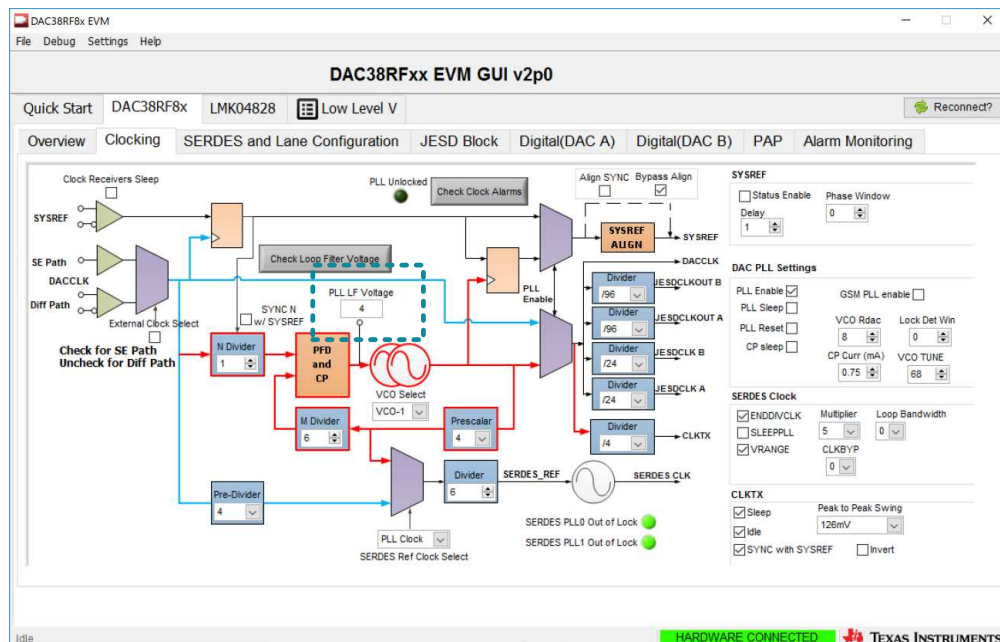 DAC38RF8x EVM
File Debug Settings Help
DAC38RFxx EVM GUI v2p0
Quick Start DAC38RF8x LMK04828 Low Level V
Reconnect?
Overview Clocking SERDES and Lane Configuration JESD Block Digital(DAC A) Digital(DAC B) PAP Alarm Monitoring
Clock Receivers Sleep
PLL Unlocked
Check Clock Alarms
Align SYNC Bypass Align
SYSREF
SYSREF ALIGN
SYSREF
SE Path
DACCLK
Diff Path
Check Loop Filter Voltage
PLL LF Voltage
4
External Clock Select
Check for SE Path
Uncheck for Diff Path
SYNC N
w/ SYSREF
N Divider
1
PFD
and
CP
VCO Select
VCO-1
M Divider
6
Prescalar
4
PLL
Enable
DACCLK
Divider
/96
JESDCLKOUT B
Divider
/96
JESDCLKOUT A
Divider
/24
JESDCLK B
Divider
/24
JESDCLK A
Divider
/4
CLKTX
Pre-Divider
4
Divider
6
SERDES_REF
SERDES CLK
PLL Clock
SERDES Ref Clock Select
SERDES PLL0 Out of Lock
SERDES PLL1 Out of Lock
SYSREF
Status Enable
Phase Window
0
Delay
1
DAC PLL Settings
PLL Enable
GSM PLL enable
PLL Sleep
PLL Reset
CP sleep
VCO Rdac
8
Lock Det Win
0
CP Curr (mA)
0.75
VCO TUNE
68
SERDES Clock
ENDDIVCLK
SLEEPPLL
VRANGE
Multiplier
5
Loop Bandwidth
0
CLKBYP
0
CLKTX
Sleep
Idle
SYNC with SYSREF
Peak to Peak Swing
126mV
Invert
Idle
HARDWARE CONNECTED
TEXAS INSTRUMENTS